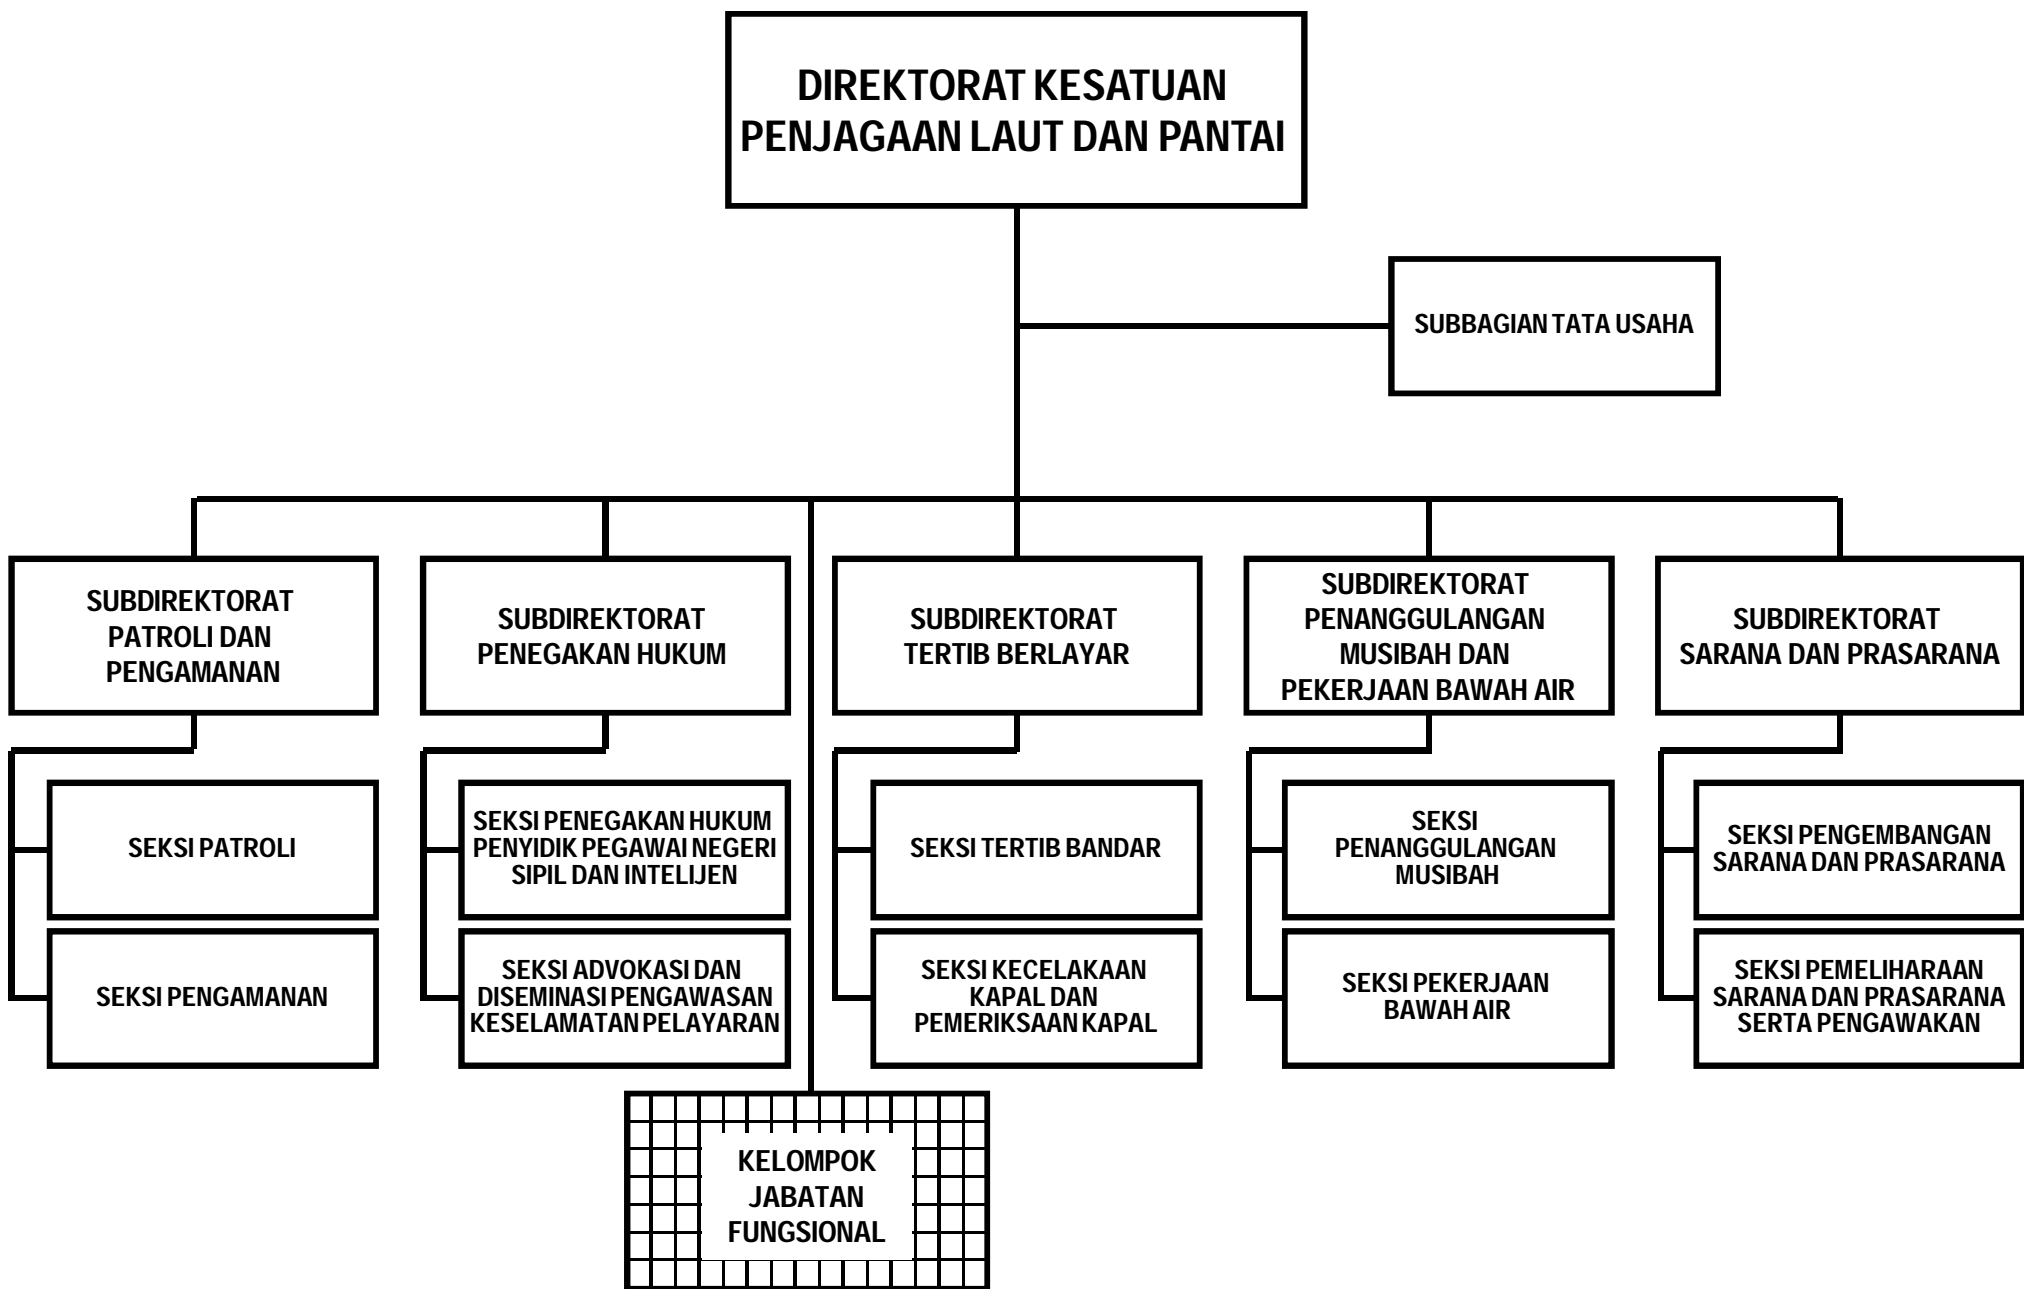 DIREKTORAT KESATUAN
PENJAGAAN LAUT DAN PANTAI
SUBBAGIAN TATA USAHA
SUBDIREKTORAT
PATROLI DAN
PENGAMANAN
SUBDIREKTORAT
PENEGAKAN HUKUM
SUBDIREKTORAT
TERTIB BERLAYAR
SUBDIREKTORAT
PENANGGULANGAN
MUSIBAH DAN
PEKERJAAN BAWAH AIR
SUBDIREKTORAT
SARANA DAN PRASARANA
SEKSI PATROLI
SEKSI PENEGAKAN HUKUM
PENYIDIK PEGAWAI NEGERI
SIPIL DAN INTELIJEN
SEKSI TERTIB BANDAR
SEKSI
PENANGGULANGAN
MUSIBAH
SEKSI PENGEMBANGAN
SARANA DAN PRASARANA
SEKSI PENGAMANAN
SEKSI ADVOKASI DAN
DISEMINASI PENGAWASAN
KESELAMATAN PELAYARAN
SEKSI KECELAKAAN
KAPAL DAN
PEMERIKSAAN KAPAL
SEKSI PEKERJAAN
BAWAH AIR
SEKSI PEMELIHARAAN
SARANA DAN PRASARANA
SERTA PENGAWAKAN
KELOMPOK
JABATAN
FUNGSIONAL